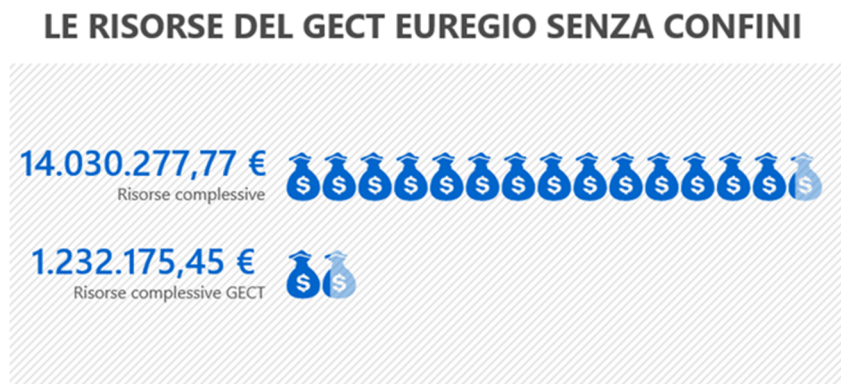 LE RISORSE DEL GECT EUREGIO SENZA CONFINI
14.030.277,77 €
Risorse complessive
1.232.175,45 €
Risorse complessive GECT